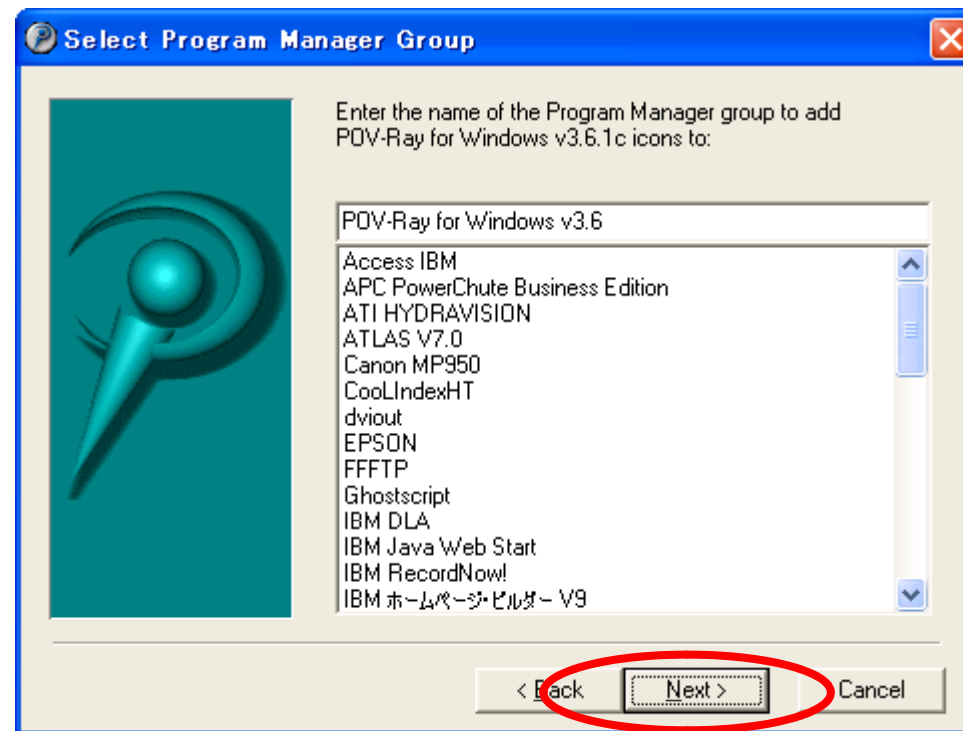 Select Program Manager Group
Enter the name of the Program Manager group to add
POV-Ray for Windows v3.6.1c icons to:
POV-Ray for Windows v3.6
Access IBM
APC PowerChute Business Edition
ATI HYDRAVISION
ATLAS V7.0
Canon MP950
CooLIndexHT
dviout
EPSON
FFFTP
Ghostscript
IBM DLA
IBM Java Web Start
IBM RecordNow!
IBM ホームページ・ビルダー V9
< Back Next > Cancel